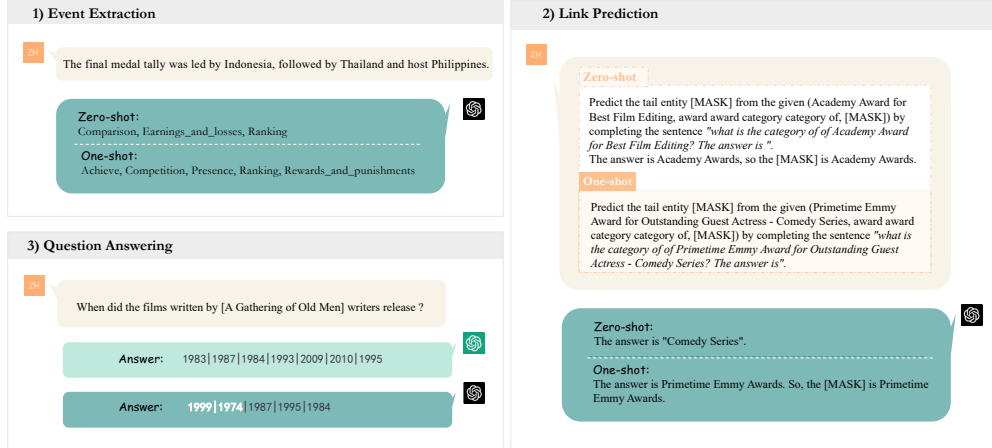 1) Event Extraction
ZH
The final medal tally was led by Indonesia, followed by Thailand and host Philippines.
Zero-shot:
Comparison, Earnings_and_losses, Ranking
One-shot:
Achieve, Competition, Presence, Ranking, Rewards_and_punishments
3) Question Answering
ZH
When did the films written by [A Gathering of Old Men] writers release ?
Answer: 1983|1987|1984|1993|2009|2010|1995
Answer: 1999|1974|1987|1995|1984
2) Link Prediction
ZH
Zero-shot
Predict the tail entity [MASK] from the given (Academy Award for
Best Film Editing, award award category category of, [MASK]) by
completing the sentence "what is the category of of Academy Award
for Best Film Editing? The answer is ".
The answer is Academy Awards, so the [MASK] is Academy Awards.
One-shot
Predict the tail entity [MASK] from the given (Primetime Emmy
Award for Outstanding Guest Actress - Comedy Series, award award
category category of, [MASK]) by completing the sentence "what is
the category of of Primetime Emmy Award for Outstanding Guest
Actress - Comedy Series? The answer is".
Zero-shot:
The answer is "Comedy Series".
One-shot:
The answer is Primetime Emmy Awards. So, the [MASK] is Primetime
Emmy Awards.